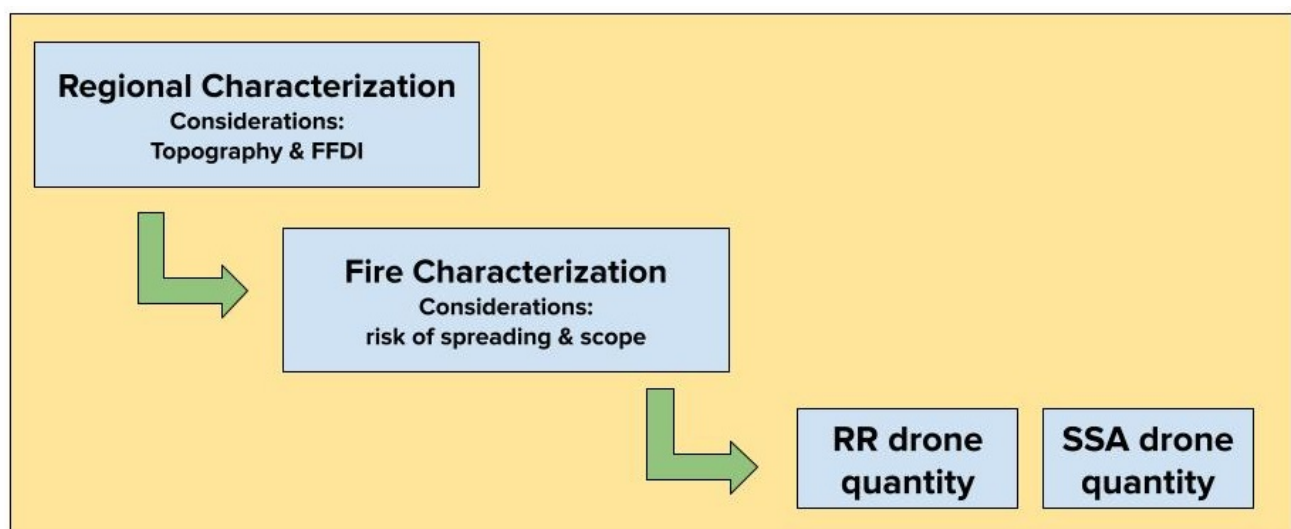 Regional Characterization
Considerations:
Topography & FFDI
Fire Characterization
Considerations:
risk of spreading & scope
RR drone
quantity
SSA drone
quantity